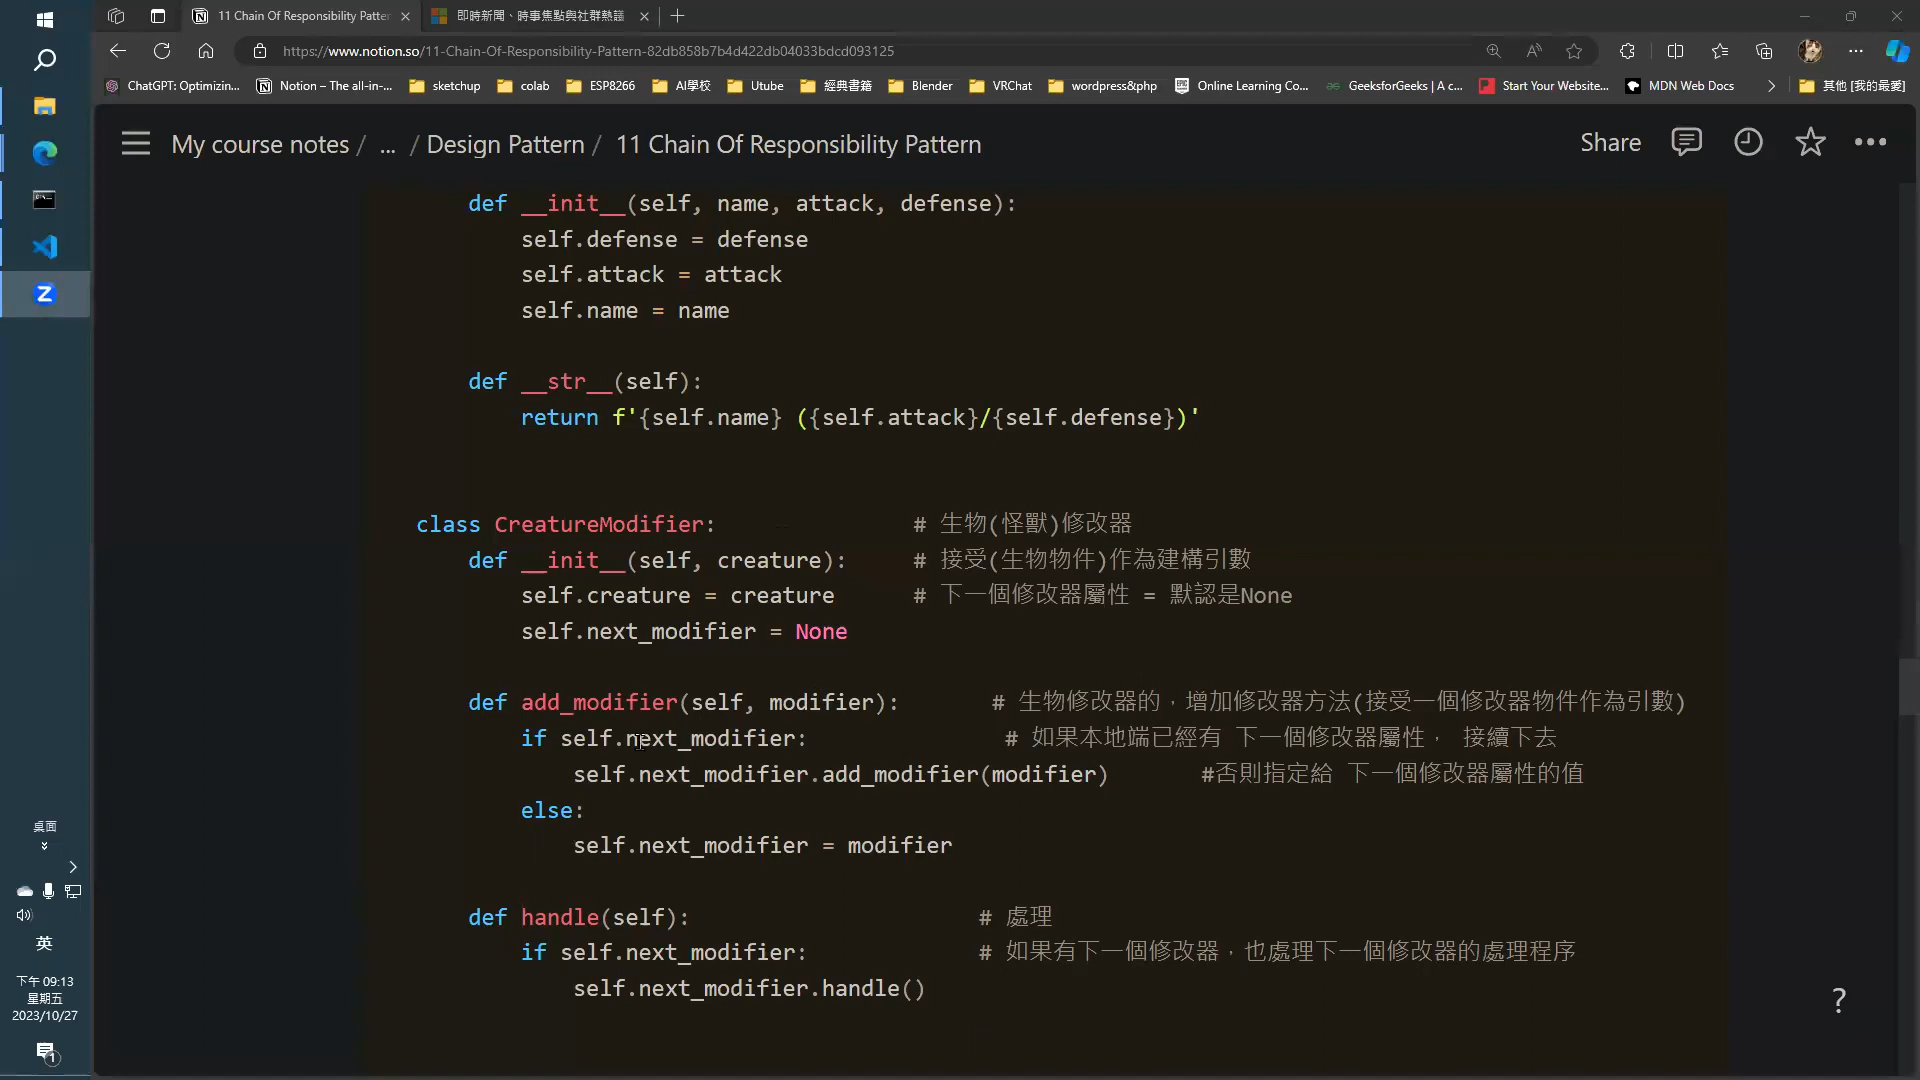 11 Chain Of Responsibility Patter
即時新聞、時事焦點與社群熱議
https://www.notion.so/11-Chain-Of-Responsibility-Pattern-82db858b7b4d422db04033bdcd093125
ChatGPT: Optimizin...
Notion – The all-in-...
sketchup
colab
ESP8266
AI學校
Utube
經典書籍
Blender
VRChat
wordpress&php
Online Learning Co...
GeeksforGeeks | A c...
Start Your Website...
MDN Web Docs
其他 [我的最愛]
My course notes / ... / Design Pattern / 11 Chain Of Responsibility Pattern
Share
def __init__(self, name, attack, defense):
self.defense = defense
self.attack = attack
self.name = name
def __str__(self):
return f'{self.name} ({self.attack}/{self.defense})'
class CreatureModifier: # 生物(怪獸)修改器
def __init__(self, creature): # 接受(生物物件)作為建構引數
self.creature = creature # 下一個修改器屬性 = 默認是None
self.next_modifier = None
def add_modifier(self, modifier): # 生物修改器的，增加修改器方法(接受一個修改器物件作為引數)
if self.next_modifier: # 如果本地端已經有 下一個修改器屬性， 接續下去
self.next_modifier.add_modifier(modifier) #否則指定給 下一個修改器屬性的值
else:
self.next_modifier = modifier
def handle(self): # 處理
if self.next_modifier: # 如果有下一個修改器，也處理下一個修改器的處理程序
self.next_modifier.handle()
?
桌面
英
下午 09:13
星期五
2023/10/27
1